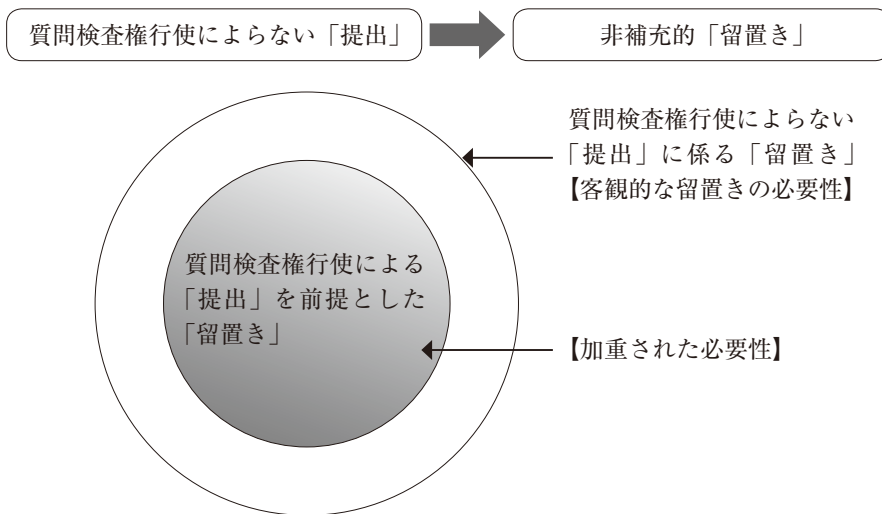 質問検査権行使によらない「提出」
非補充的「留置き」
質問検査権行使によらない
「提出」に係る「留置き」
【客観的な留置きの必要性】
質問検査権行使による
「提出」を前提とした
「留置き」
【加重された必要性】